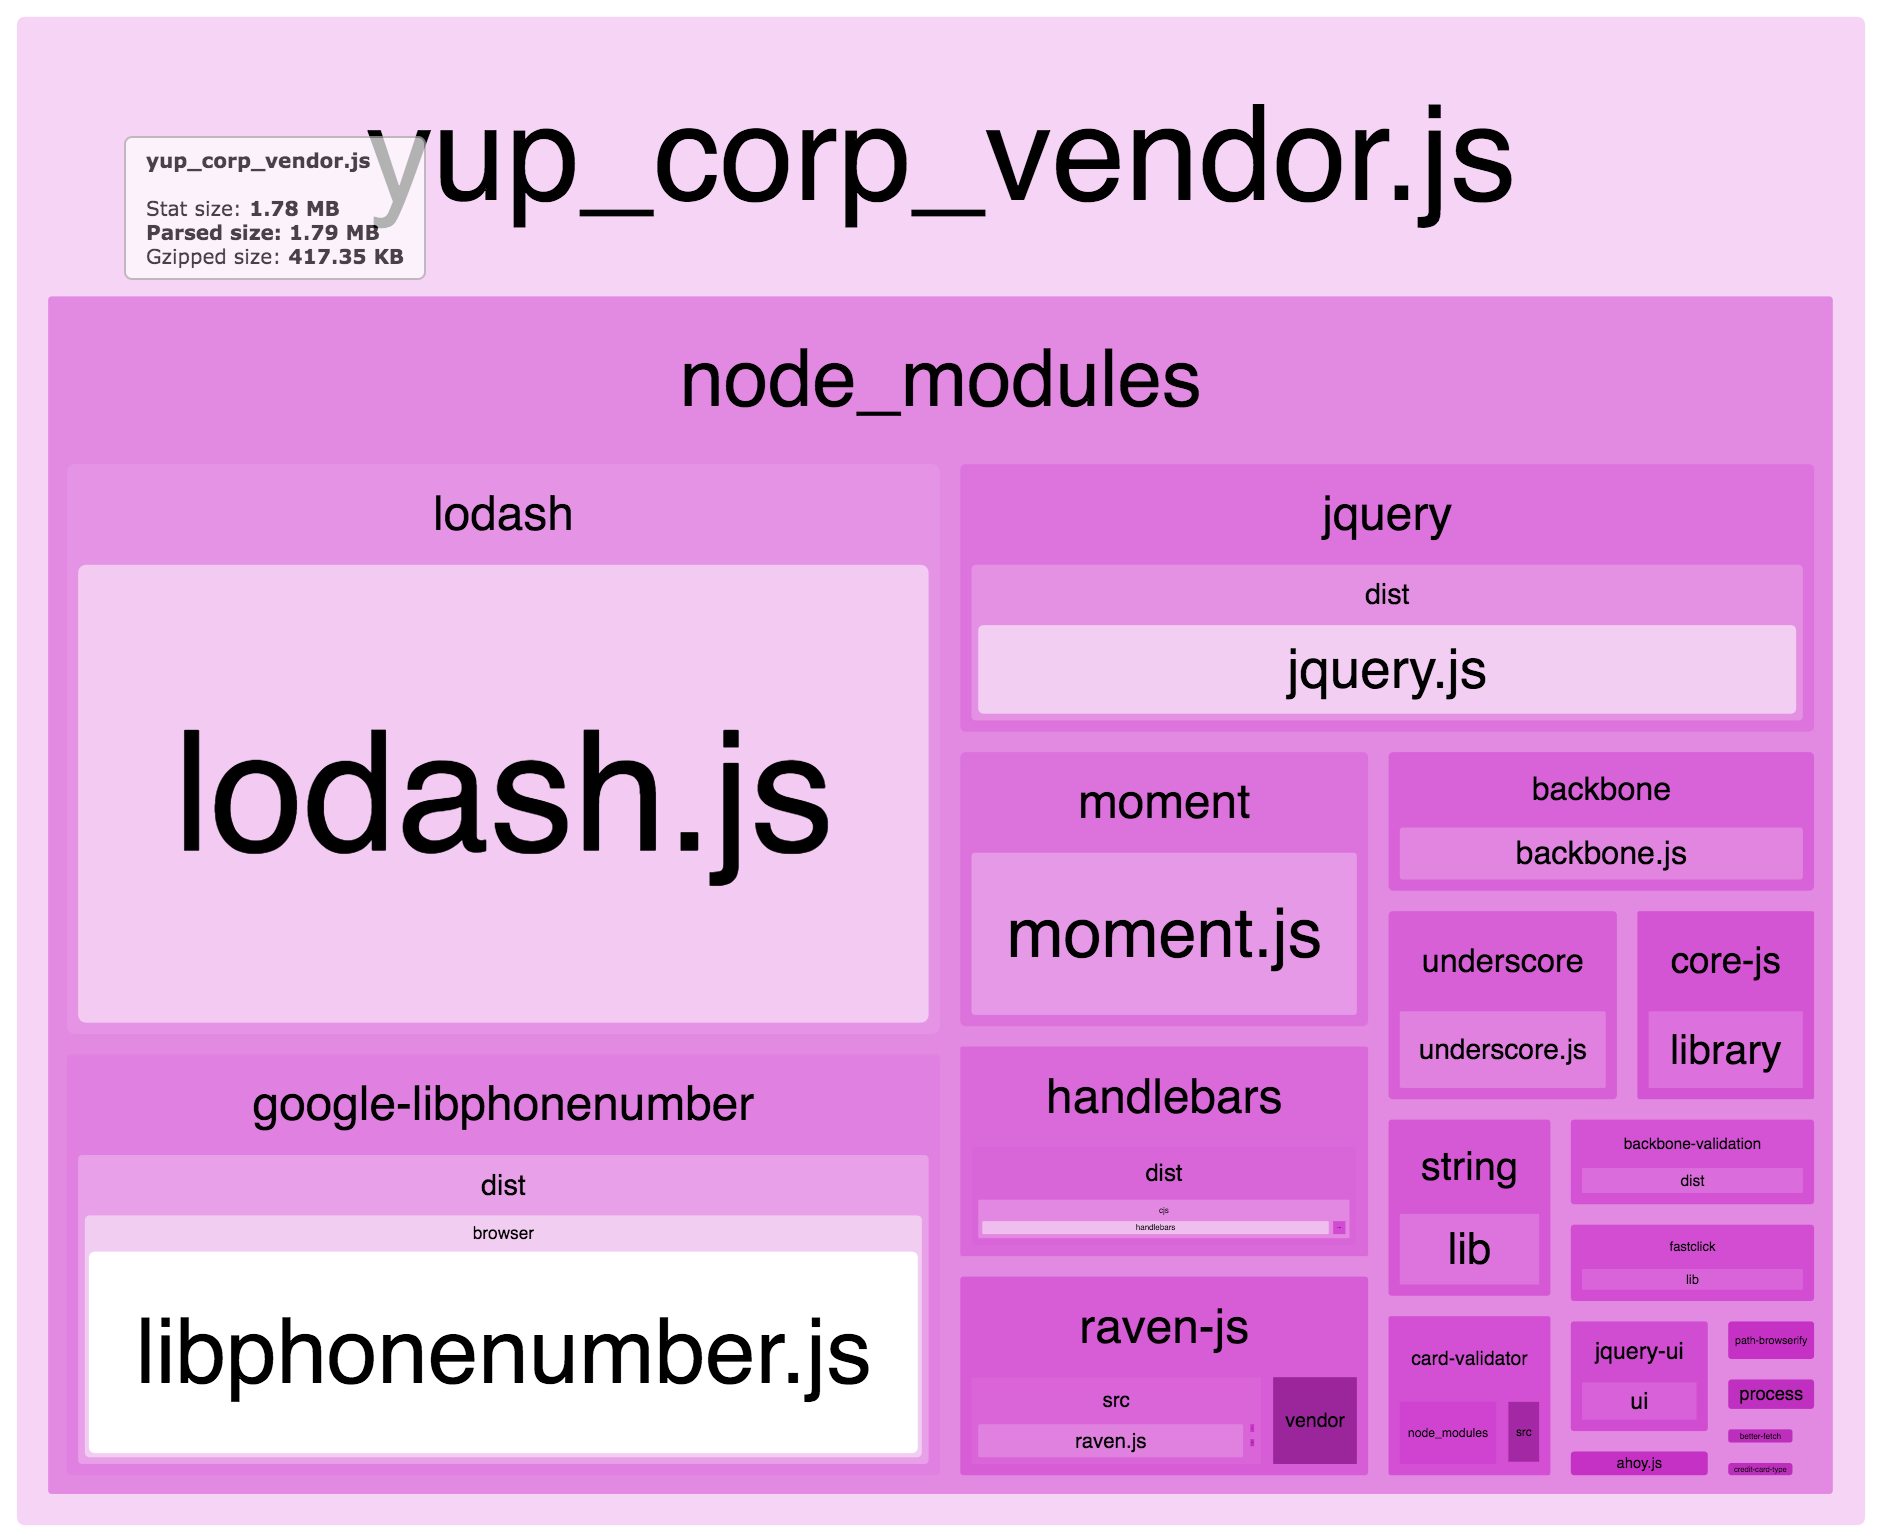 yup_corp_vendor.js
yup_corp_vendor.js
Stat size: 1.78 MB
Parsed size: 1.79 MB
Gzipped size: 417.35 KB
node_modules
lodash
lodash.js
google-libphonenumber
dist
browser
libphonenumber.js
jquery
dist
jquery.js
moment
moment.js
handlebars
dist
cjs
handlebars
raven-js
src
raven.js
vendor
backbone
backbone.js
underscore
underscore.js
core-js
library
string
lib
backbone-validation
dist
fastclick
lib
card-validator
node_modules
src
jquery-ui
ui
ahoy.js
path-browserify
process
better-fetch
credit-card-type